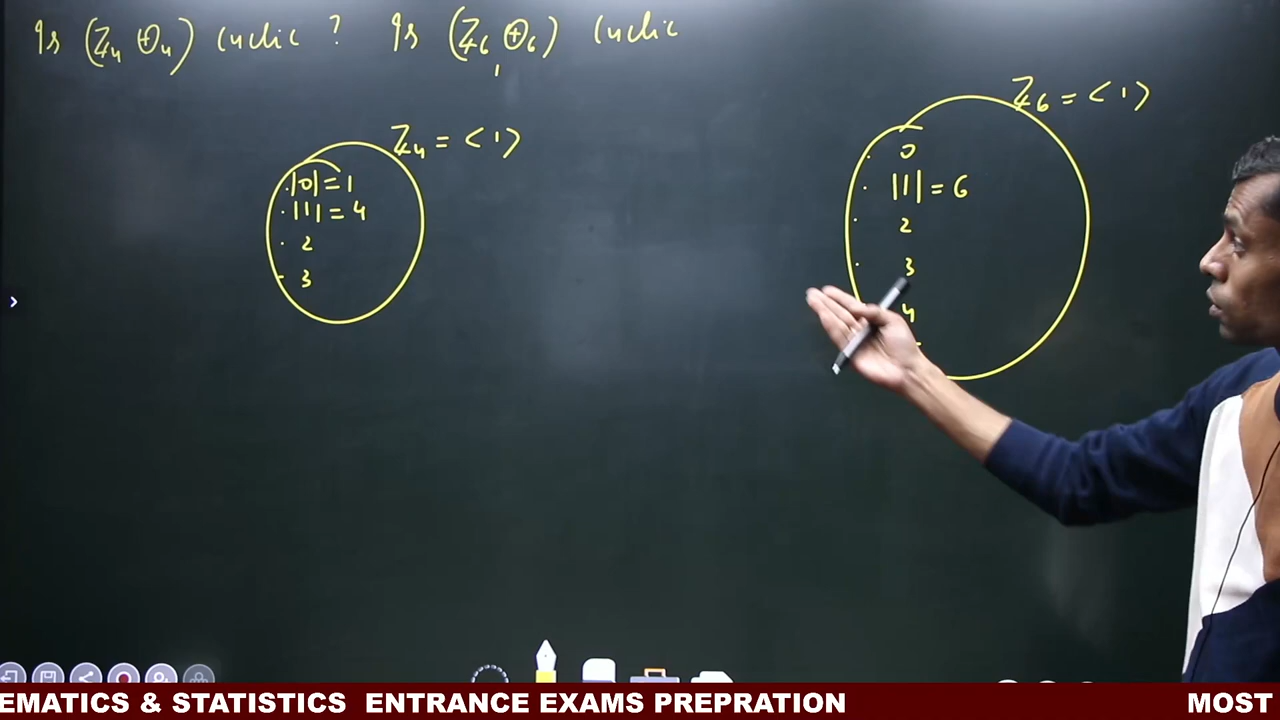 Is (Z₄ ⊕₄) cyclic ? Is (Z₆, ⊕₆) cyclic
Z₄ = <1>
|0| = 1
|1| = 4
2
3
Z₆ = <1>
0
|1| = 6
2
3
4
EMATICS & STATISTICS ENTRANCE EXAMS PREPRATION MOST